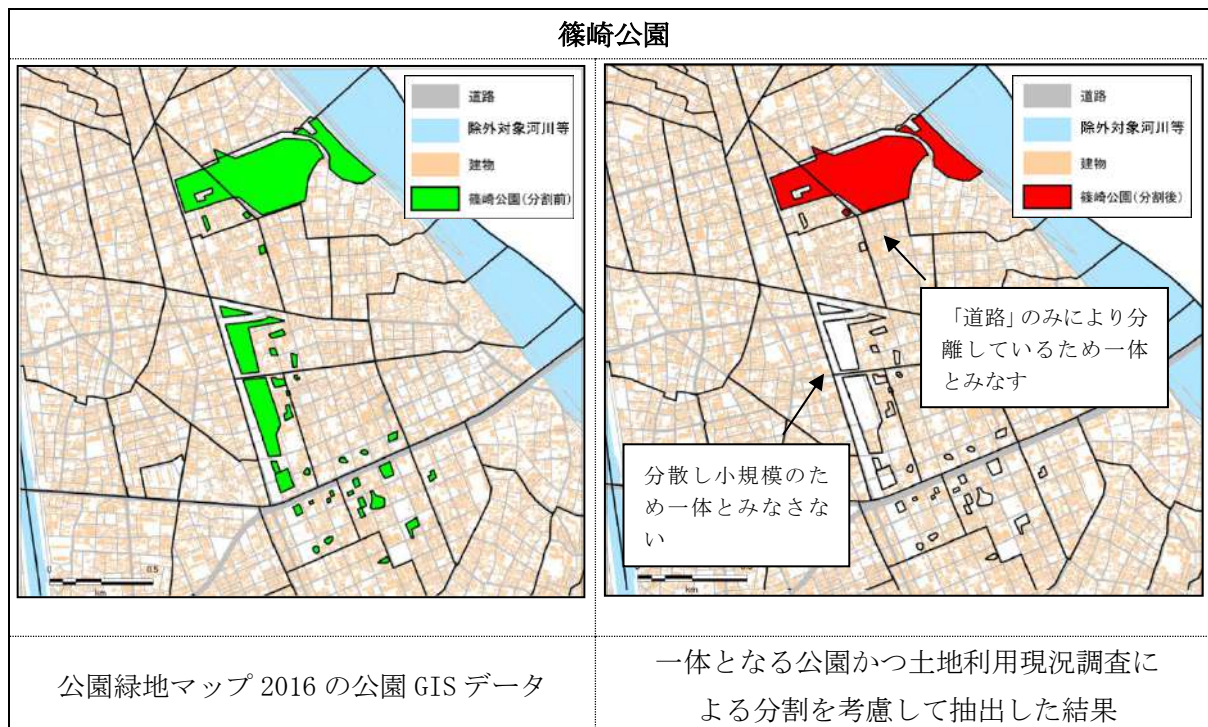 篠崎公園
道路
除外対象河川等
建物
篠崎公園(分割前)
0 0.5
km
道路
除外対象河川等
建物
篠崎公園(分割後)
「道路」のみにより分
離しているため一体
とみなす
分散し小規模のた
め一体とみなさな
い
公園緑地マップ 2016 の公園 GIS データ
一体となる公園かつ土地利用現況調査に
よる分割を考慮して抽出した結果